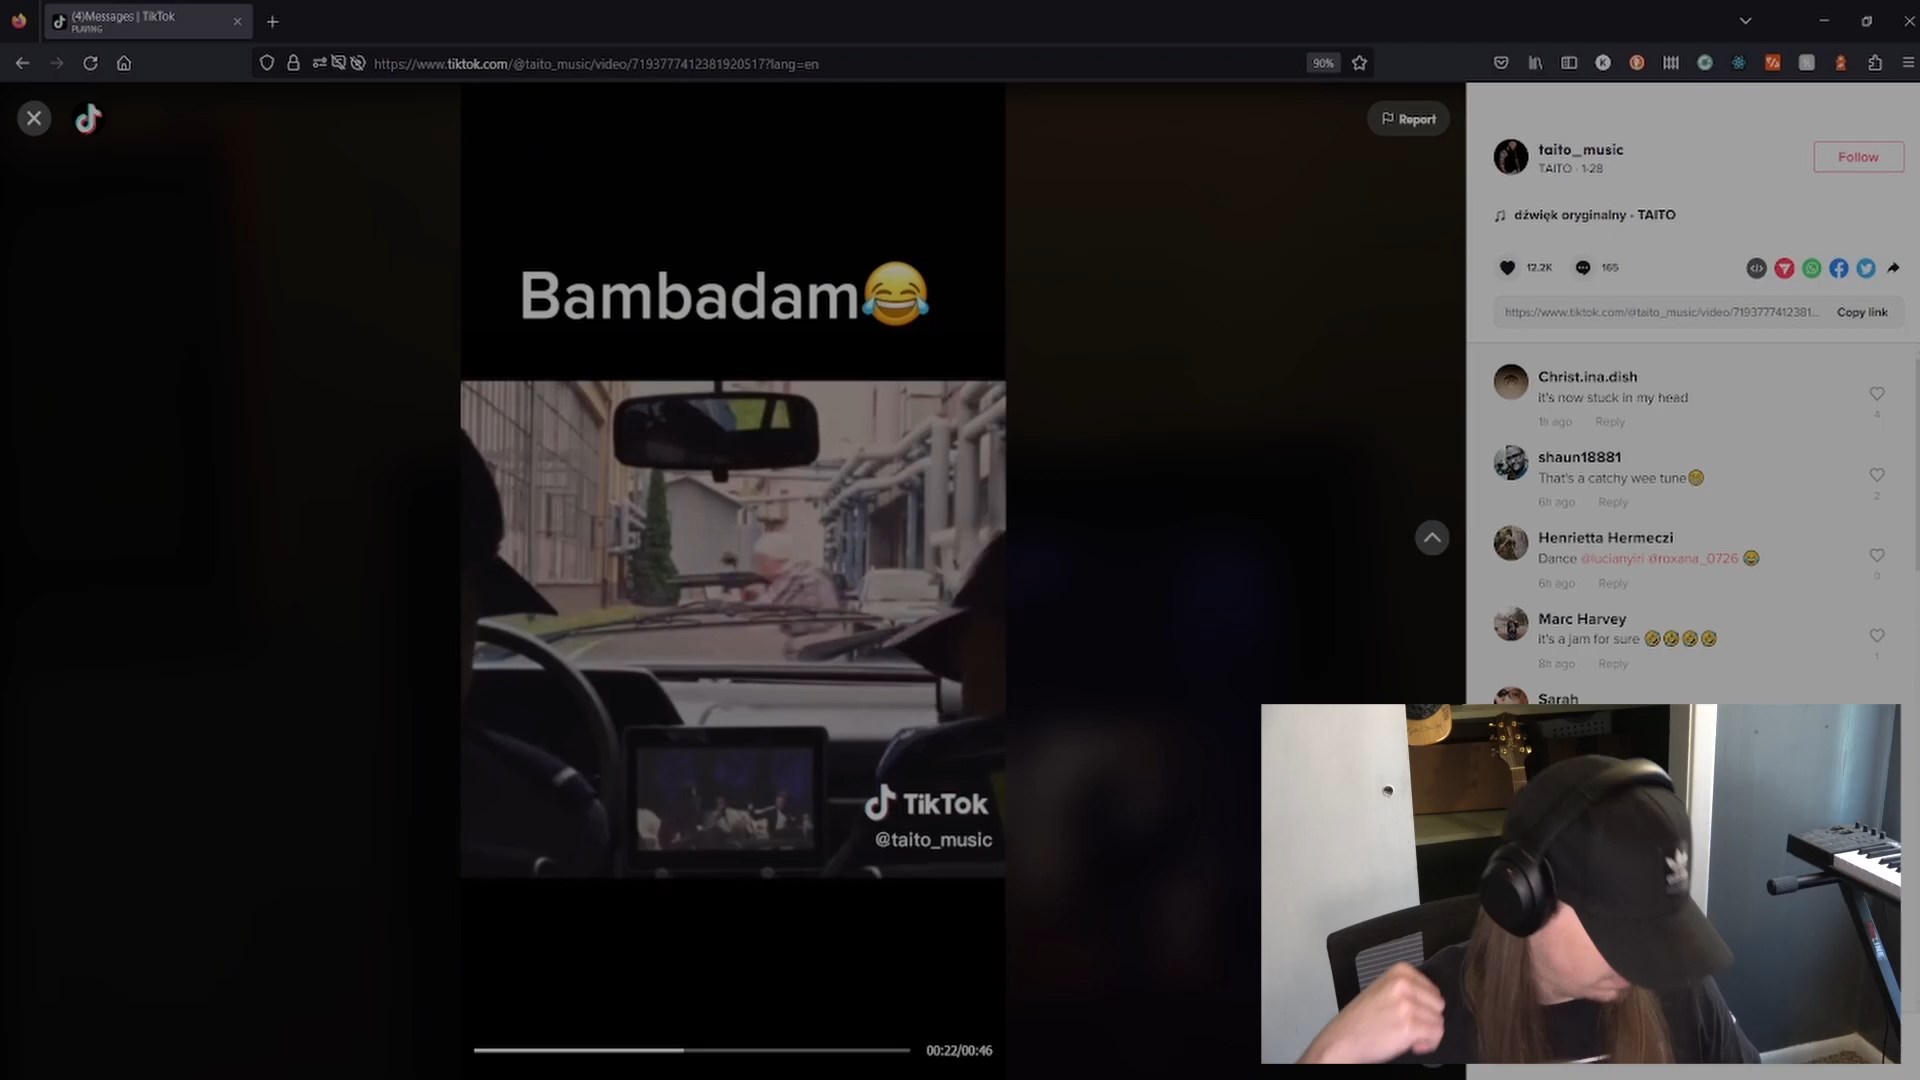 (4)Messages | TikTok
PLAYING
https://www.tiktok.com/@taito_music/video/7193777412381920517?lang=en
90%
Report
Bambadam😂
TikTok
@taito_music
00:22/00:46
taito_music
TAITO · 1-28
Follow
dźwięk oryginalny - TAITO
12.2K
165
https://www.tiktok.com/@taito_music/video/7193777412381...
Copy link
Christ.ina.dish
it's now stuck in my head
4
1h ago
Reply
shaun18881
That's a catchy wee tune😁
2
6h ago
Reply
Henrietta Hermeczi
Dance @lucianyiri @roxana_0726 😂
0
6h ago
Reply
Marc Harvey
it's a jam for sure 🤣🤣🤣🤣
1
8h ago
Reply
Sarah